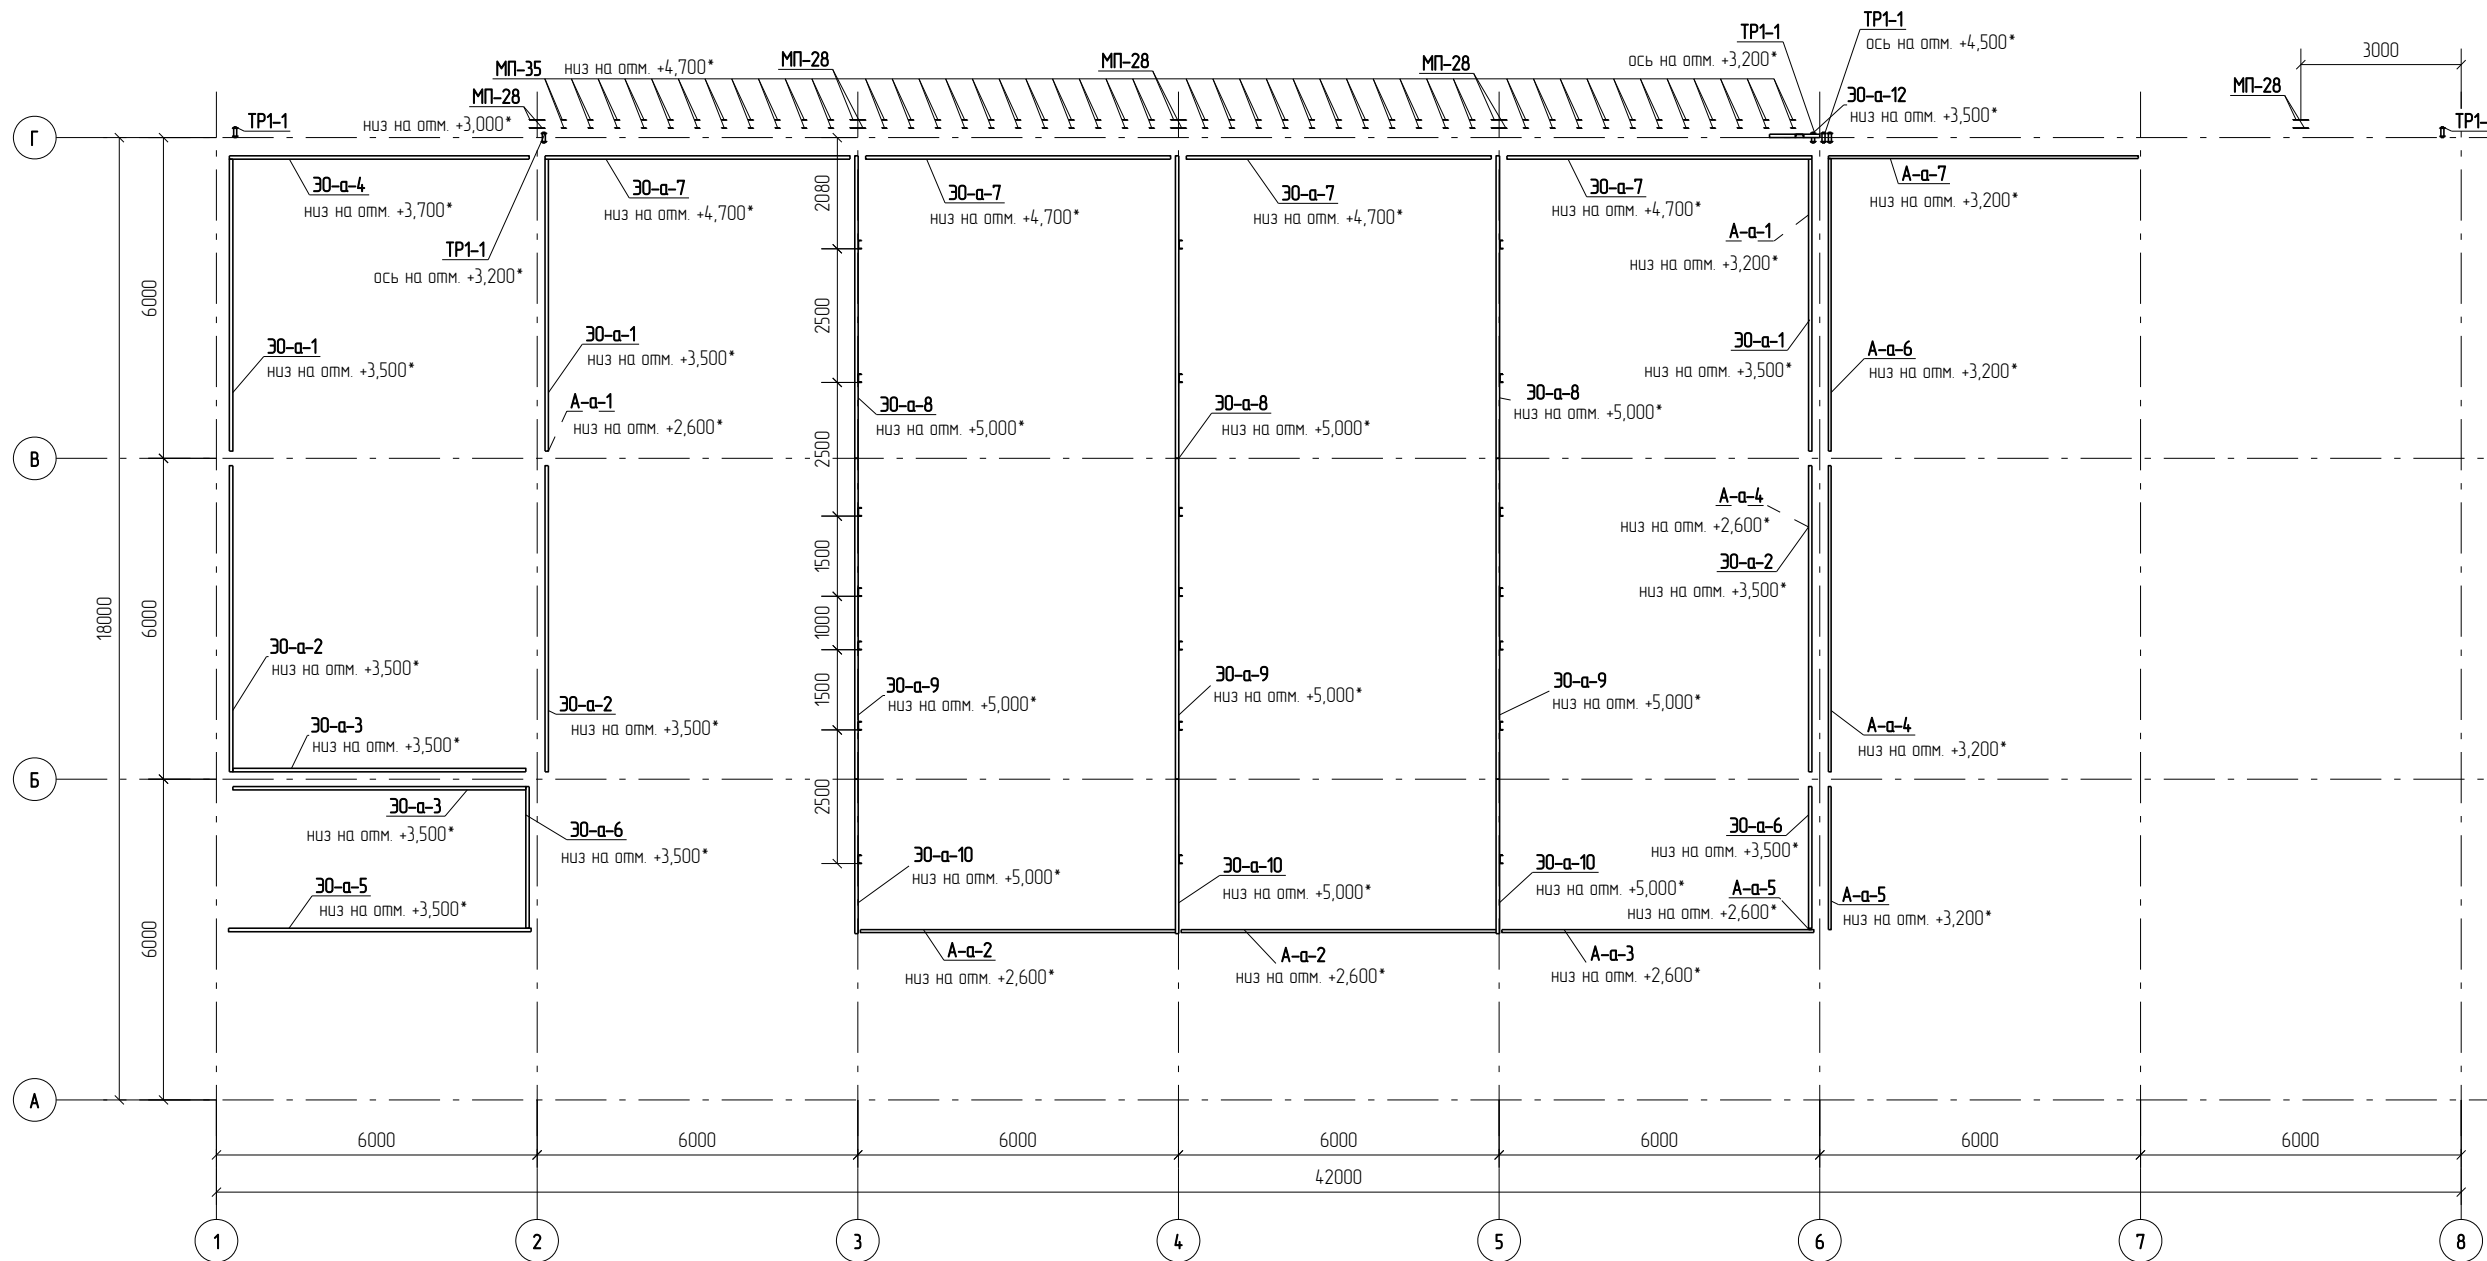 ТР1-1
ТР1-1
ось на отм. +4,500*
ось на отм. +3,200*
3000
МП-35
низ на отм. +4,700*
МП-28
МП-28
МП-28
МП-28
МП-28
низ на отм. +3,000*
ЭО-а-12
низ на отм. +3,500*
Г
ТР1-1
ТР1-
ЭО-а-4
низ на отм. +3,700*
ЭО-а-7
низ на отм. +4,700*
2080
ЭО-а-7
низ на отм. +4,700*
ЭО-а-7
низ на отм. +4,700*
ЭО-а-7
низ на отм. +4,700*
А-а-7
низ на отм. +3,200*
А-а-1
низ на отм. +3,200*
ТР1-1
ось на отм. +3,200*
6000
2500
ЭО-а-1
низ на отм. +3,500*
ЭО-а-1
низ на отм. +3,500*
ЭО-а-1
низ на отм. +3,500*
А-а-6
низ на отм. +3,200*
А-а-1
низ на отм. +2,600*
ЭО-а-8
низ на отм. +5,000*
ЭО-а-8
низ на отм. +5,000*
ЭО-а-8
низ на отм. +5,000*
В
2500
А-а-4
низ на отм. +2,600*
ЭО-а-2
низ на отм. +3,500*
1500
18000
6000
1000
ЭО-а-2
низ на отм. +3,500*
1500
ЭО-а-9
низ на отм. +5,000*
ЭО-а-9
низ на отм. +5,000*
ЭО-а-9
низ на отм. +5,000*
ЭО-а-2
низ на отм. +3,500*
ЭО-а-3
низ на отм. +3,500*
А-а-4
низ на отм. +3,200*
Б
2500
ЭО-а-3
низ на отм. +3,500*
ЭО-а-6
низ на отм. +3,500*
ЭО-а-6
низ на отм. +3,500*
ЭО-а-10
низ на отм. +5,000*
ЭО-а-10
низ на отм. +5,000*
ЭО-а-10
низ на отм. +5,000*
ЭО-а-5
низ на отм. +3,500*
А-а-5
низ на отм. +2,600*
А-а-5
низ на отм. +3,200*
6000
А-а-2
низ на отм. +2,600*
А-а-2
низ на отм. +2,600*
А-а-3
низ на отм. +2,600*
А
6000
6000
6000
6000
6000
6000
6000
42000
1
2
3
4
5
6
7
8